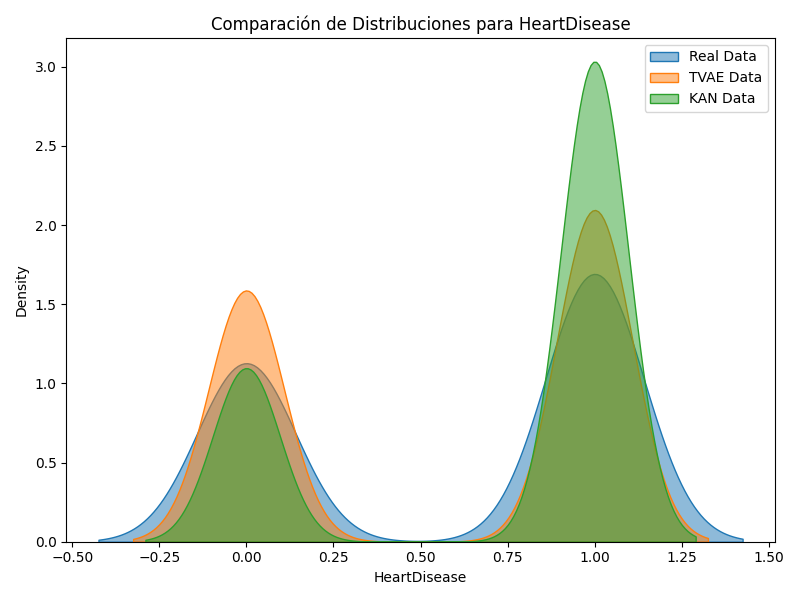 Comparación de Distribuciones para HeartDisease
Real Data
TVAE Data
KAN Data
3.0
2.5
2.0
1.5
1.0
0.5
0.0
Density
−0.50
−0.25
0.00
0.25
0.50
0.75
1.00
1.25
1.50
HeartDisease